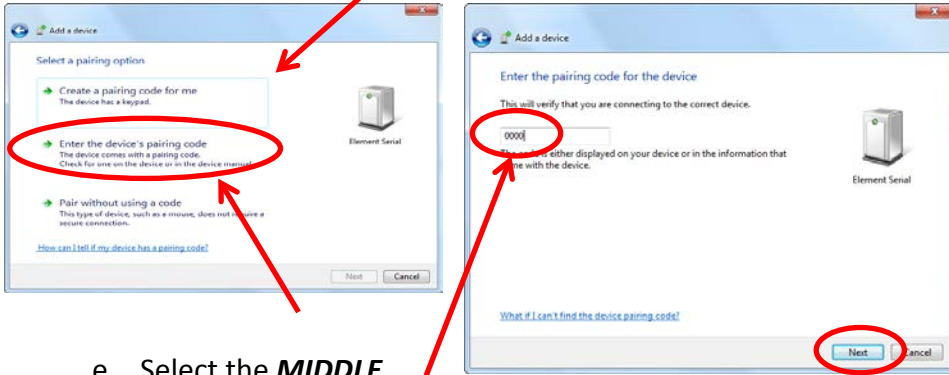 Add a device
Select a pairing option
Create a pairing code for me
The device has a keypad.
Enter the device's pairing code
The device comes with a pairing code.
Check for one on the device or in the device manual.
Pair without using a code
This type of device, such as a mouse, does not require a
secure connection.
How can I tell if my device has a pairing code?
Element Serial
Next Cancel
Add a device
Enter the pairing code for the device
This will verify that you are connecting to the correct device.
0000
The code is either displayed on your device or in the information that
came with the device.
Element Serial
What if I can't find the device pairing code?
Next Cancel
e. Select the MIDDLE